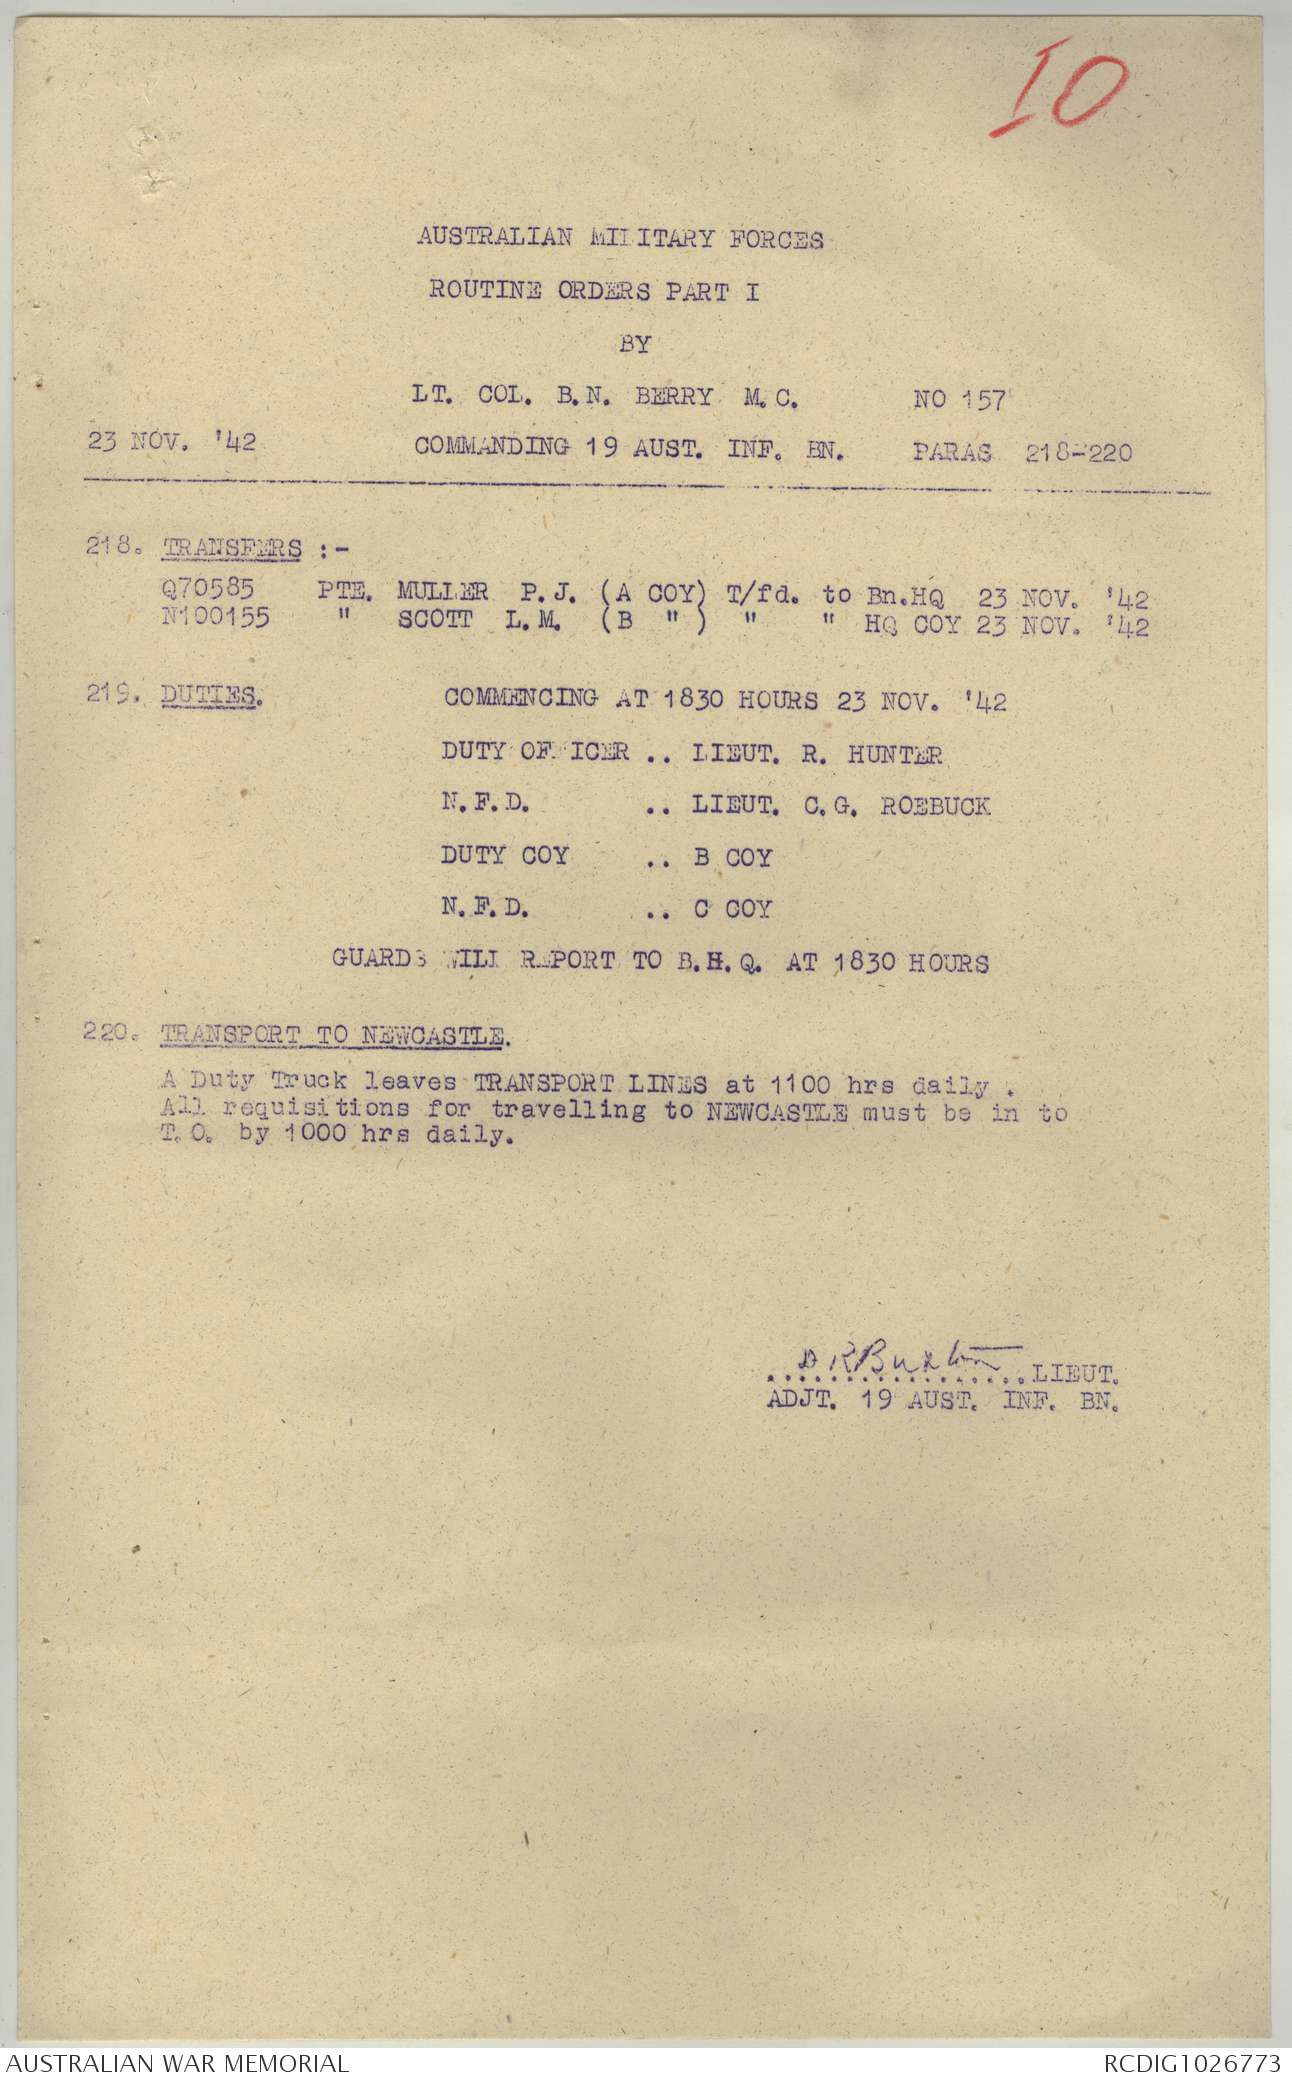 10
AUSTRALIAN MILITARY FORCES
ROUTINE ORDERS PART I
BY
LT. COL. B.N. BERRY M.C. NO 157
23 NOV. '42 COMMANDING 19 AUST. INF. BN. PARAS 218-220
218. TRANSFERS :-
Q70585 PTE. MULLER P.J. (A COY) T/fd. to Bn.HQ 23 NOV. '42
N100155 " SCOTT L.M. (B " ) " " HQ COY 23 NOV. '42
219. DUTIES. COMMENCING AT 1830 HOURS 23 NOV. '42
DUTY OFFICER .. LIEUT. R. HUNTER
N.F.D. .. LIEUT. C.G. ROEBUCK
DUTY COY .. B COY
N.F.D. .. C COY
GUARDS WILL REPORT TO B.H.Q. AT 1830 HOURS
220. TRANSPORT TO NEWCASTLE.
A Duty Truck leaves TRANSPORT LINES at 1100 hrs daily .
All requisitions for travelling to NEWCASTLE must be in to
T.O. by 1000 hrs daily.
D R Buxton
..................LIEUT.
ADJT. 19 AUST. INF. BN.
AUSTRALIAN WAR MEMORIAL RCDIG1026773